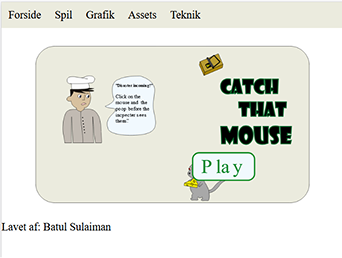 Forside Spil Grafik Assets Teknik
"Disaster incoming!"
Click on the
mouse and the
poop before the
inspector sees
them."
CATCH
THAT
MOUSE
Play
Lavet af: Batul Sulaiman